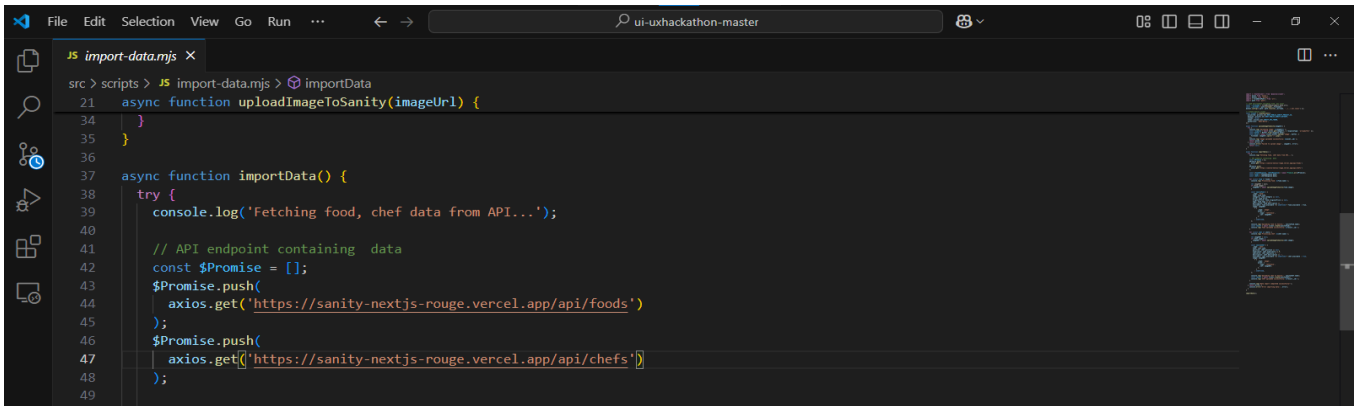 File Edit Selection View Go Run ··· ui-uxhackathon-master
JS import-data.mjs
src > scripts > JS import-data.mjs > importData
21 async function uploadImageToSanity(imageUrl) {
34 }
35 }
36
37 async function importData() {
38 try {
39 console.log('Fetching food, chef data from API...');
40
41 // API endpoint containing  data
42 const $Promise = [];
43 $Promise.push(
44 axios.get('https://sanity-nextjs-rouge.vercel.app/api/foods')
45 );
46 $Promise.push(
47 axios.get('https://sanity-nextjs-rouge.vercel.app/api/chefs')
48 );
49